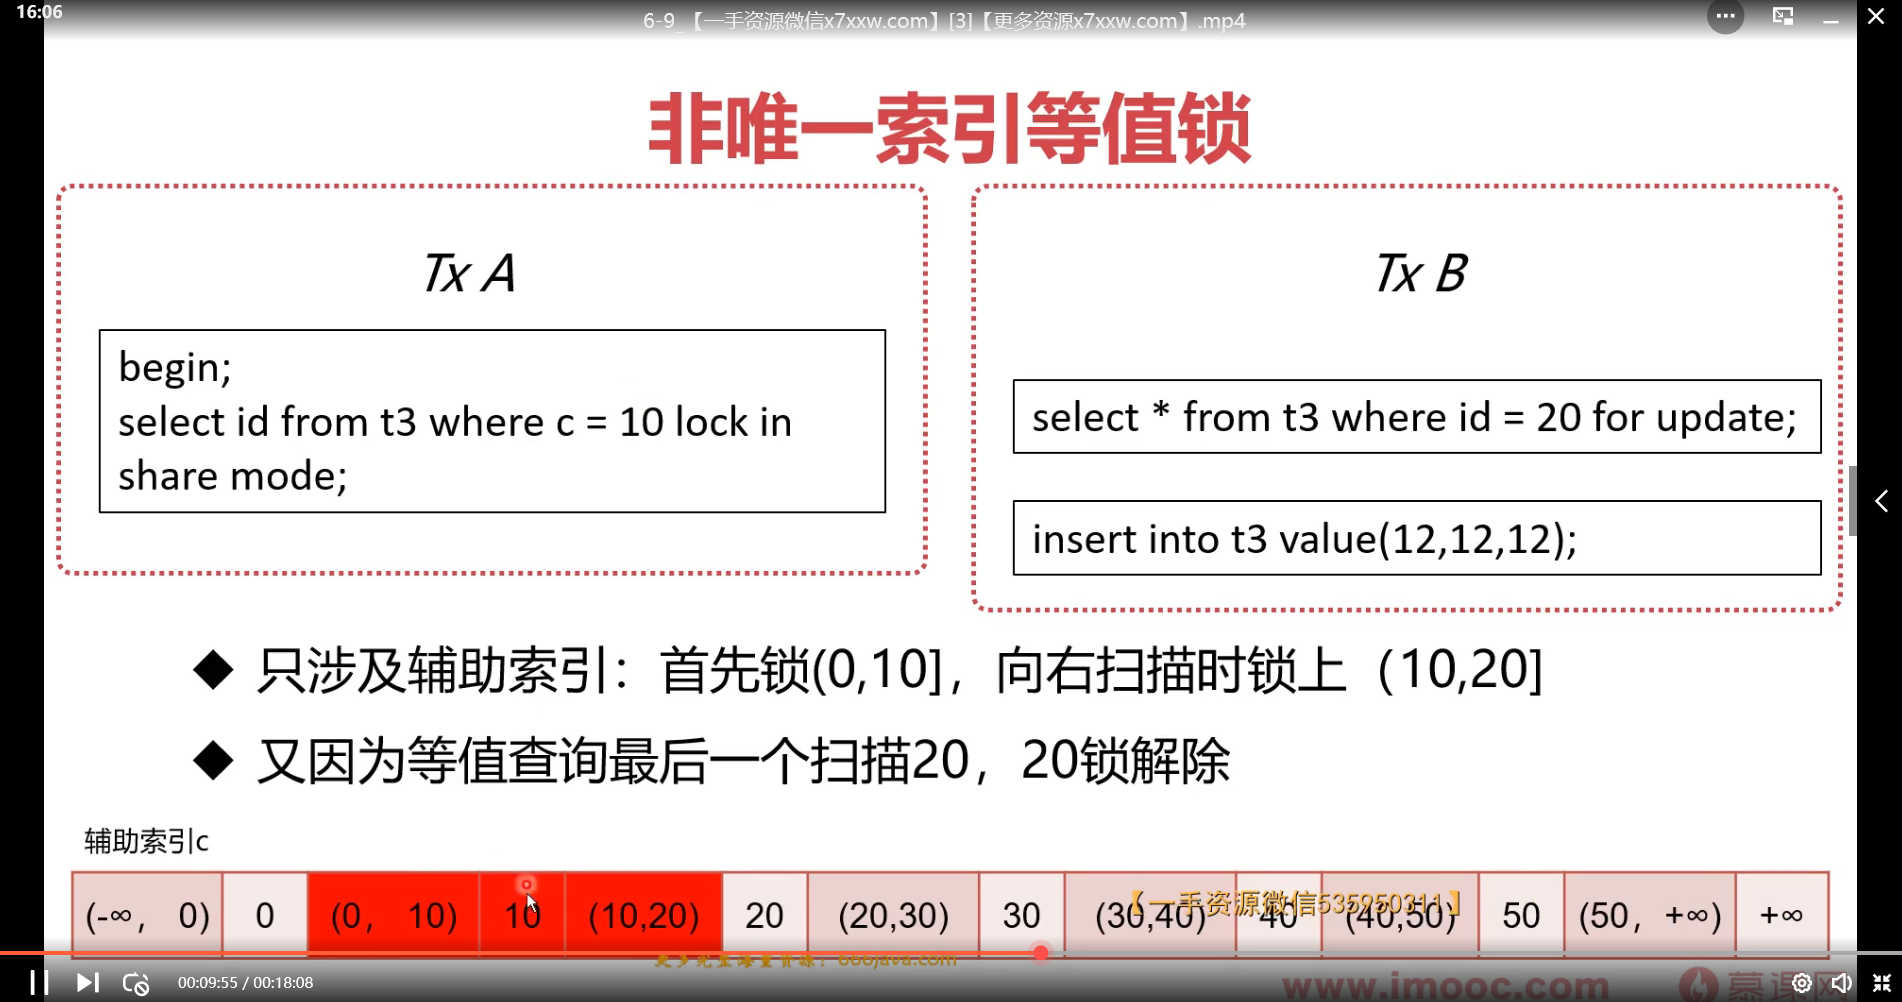 16:06
6-9_【一手资源微信x7xxw.com】[3]【更多资源x7xxw.com】.mp4
非唯一索引等值锁
Tx A
begin;
select id from t3 where c = 10 lock in
share mode;
Tx B
select * from t3 where id = 20 for update;
insert into t3 value(12,12,12);
◆ 只涉及辅助索引：首先锁(0,10]，向右扫描时锁上（10,20]
◆ 又因为等值查询最后一个扫描20，20锁解除
辅助索引c
(-∞， 0) 0 (0， 10) 10 (10,20) 20 (20,30) 30 (30,40) 40 (40,50) 50 (50，+∞) +∞
【一手资源微信535950311】
更多完整海量资源：666java.com
00:09:55 / 00:18:08
www.imooc.com 慕课网